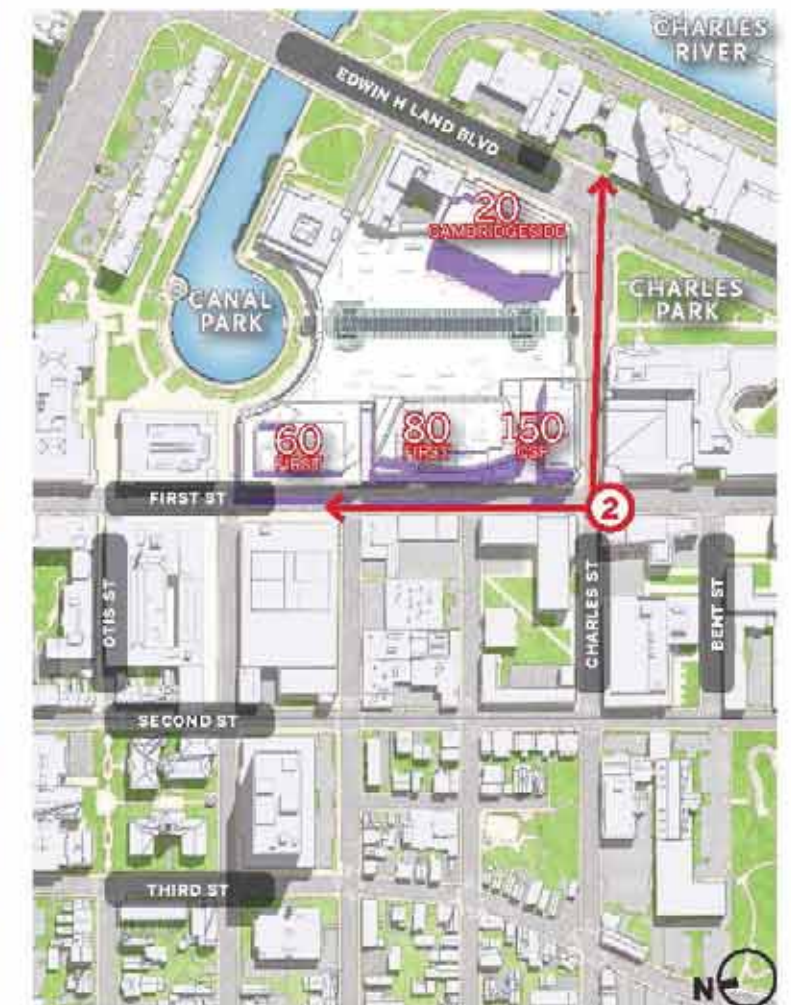 CHARLES
RIVER
EDWIN H LAND BLVD
20
CAMBRIDGESIDE
CANAL
PARK
CHARLES
PARK
60
FIRST
80
FIRST
150
CSP
FIRST ST
2
OTIS ST
CHARLES ST
BENT ST
SECOND ST
THIRD ST
N